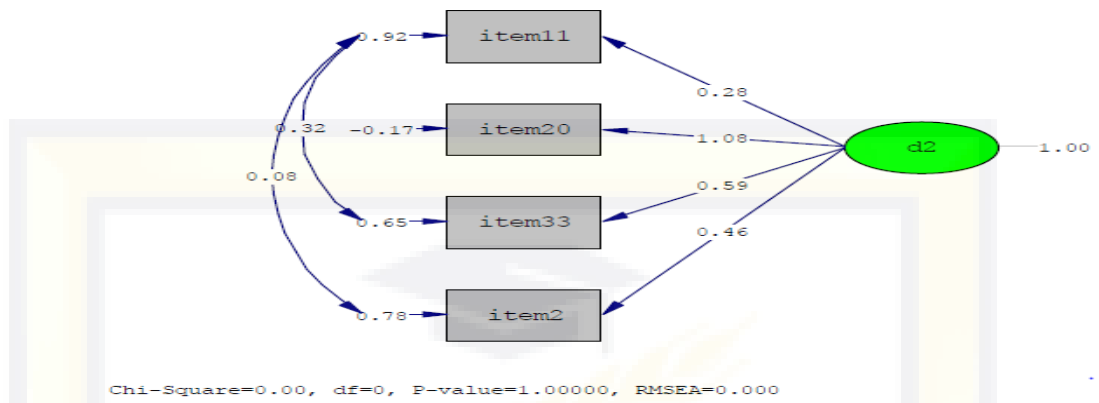 0.92 item11
0.28
0.32 -0.17 item20 1.08
d2 1.00
0.08
0.59
0.65 item33
0.46
0.78 item2
Chi-Square=0.00, df=0, P-value=1.00000, RMSEA=0.000